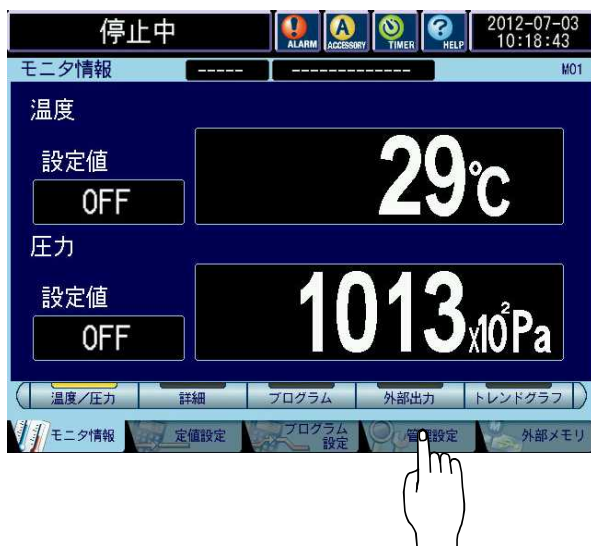 停止中
ALARM
ACCESSORY
TIMER
HELP
2012-07-03
10:18:43
モニタ情報
-----
-------------
M01
温度
設定値
OFF
29℃
圧力
設定値
OFF
1013x10²Pa
温度/圧力
詳細
プログラム
外部出力
トレンドグラフ
モニタ情報
定値設定
プログラム
設定
管理設定
外部メモリ